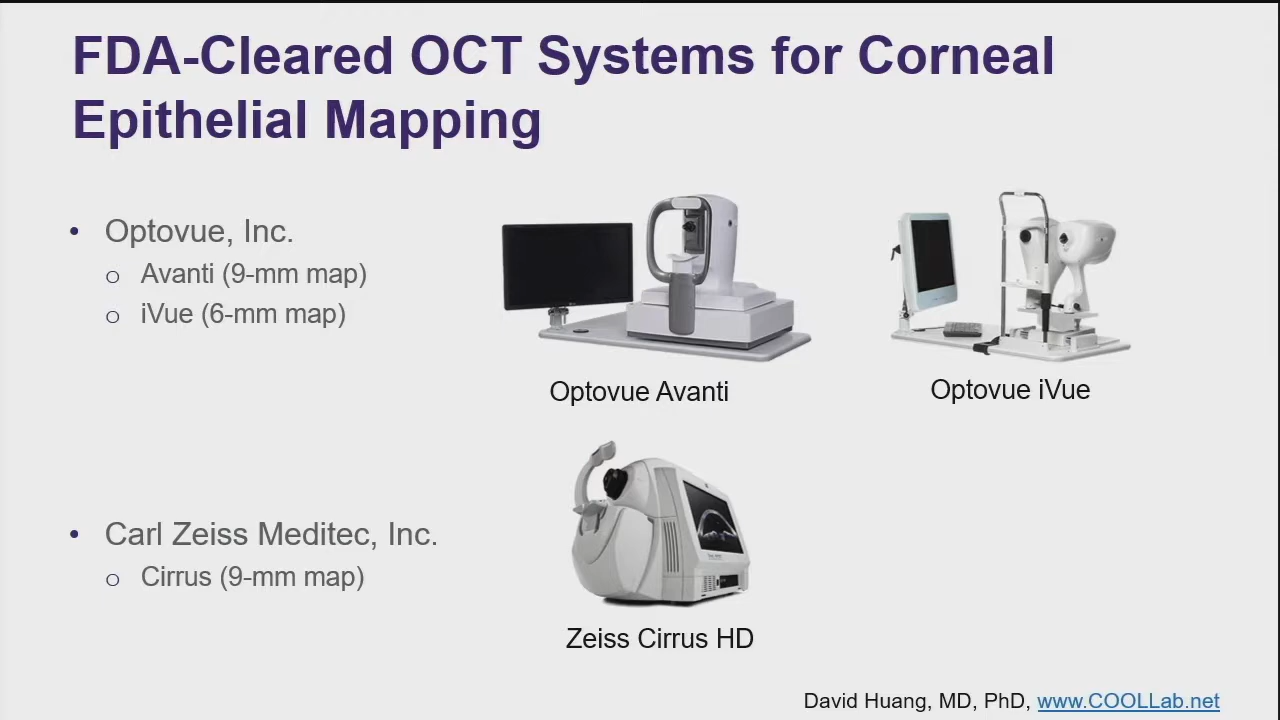 FDA-Cleared OCT Systems for Corneal
Epithelial Mapping
• Optovue, Inc.
o Avanti (9-mm map)
o iVue (6-mm map)
Optovue Avanti
Optovue iVue
• Carl Zeiss Meditec, Inc.
o Cirrus (9-mm map)
Zeiss Cirrus HD
David Huang, MD, PhD, www.COOLLab.net